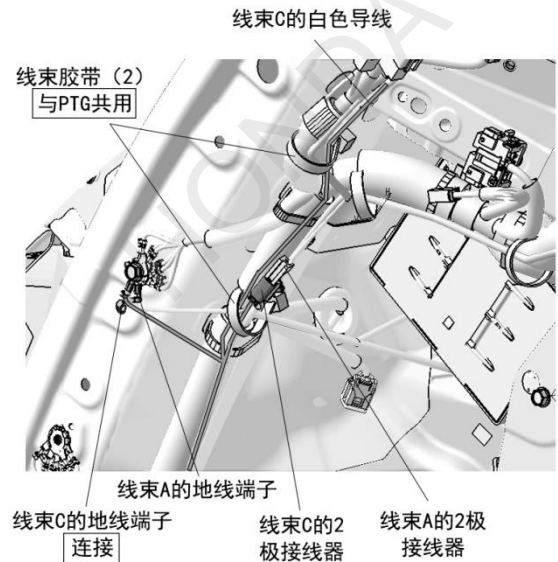 线束C的白色导线
线束胶带（2）
与PTG共用
HONDA
线束A的地线端子
线束C的地线端子
连接
线束C的2
极接线器
线束A的2极
接线器